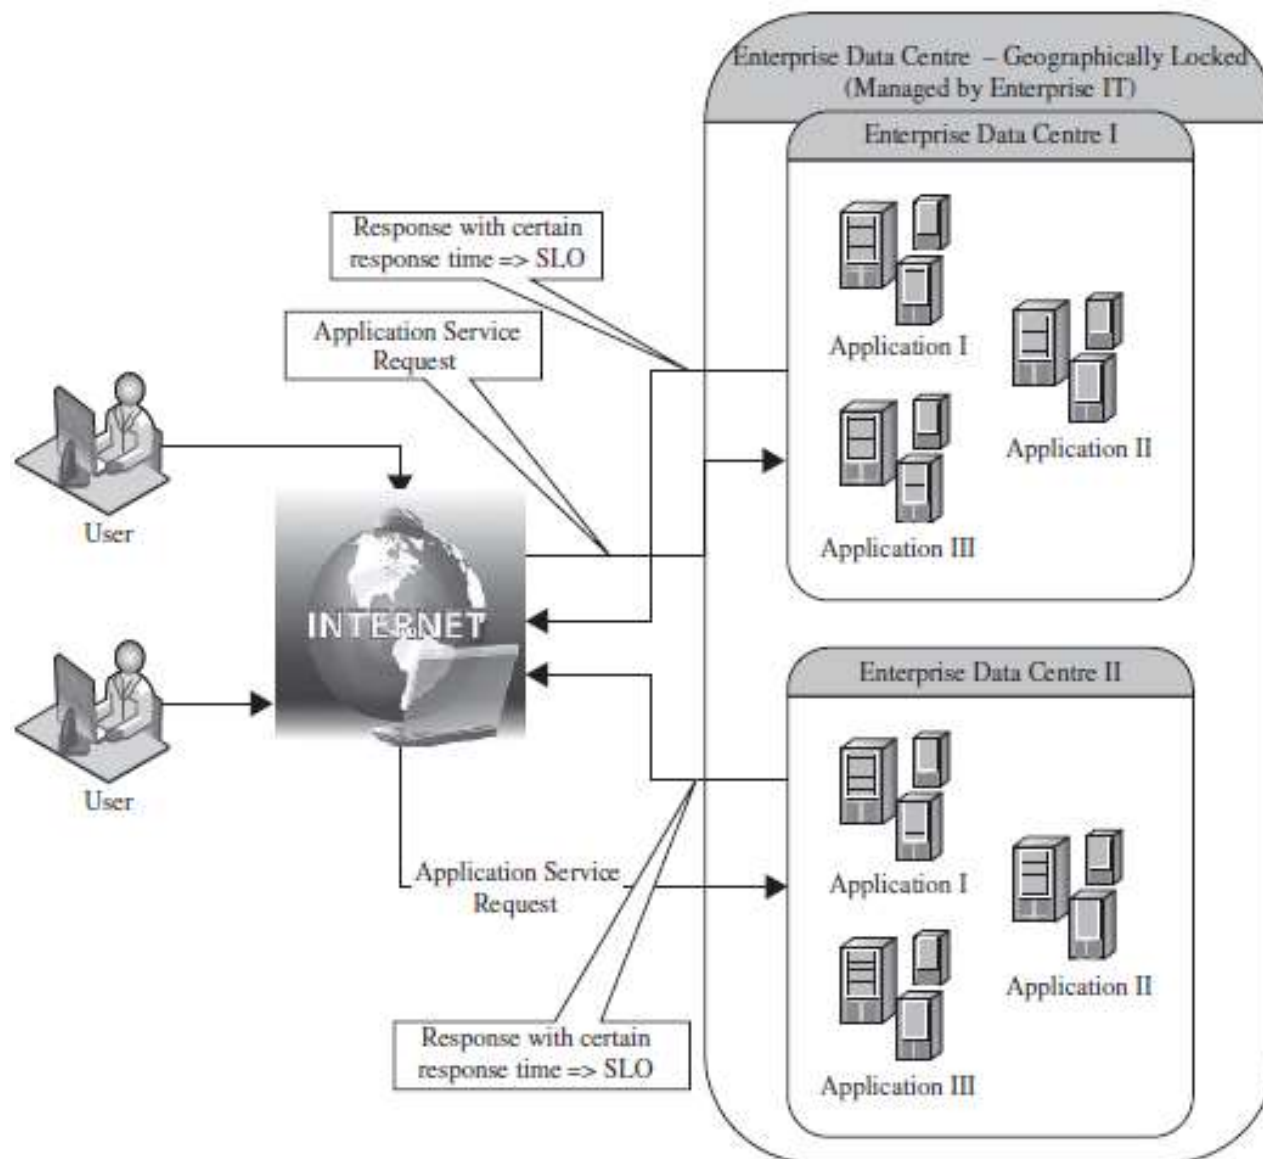 Enterprise Data Centre – Geographically Locked
(Managed by Enterprise IT)
Enterprise Data Centre I
Application I
Application II
Application III
Response with certain
response time => SLO
Application Service
Request
User
INTERNET
User
Enterprise Data Centre II
Application I
Application II
Application III
Application Service
Request
Response with certain
response time => SLO